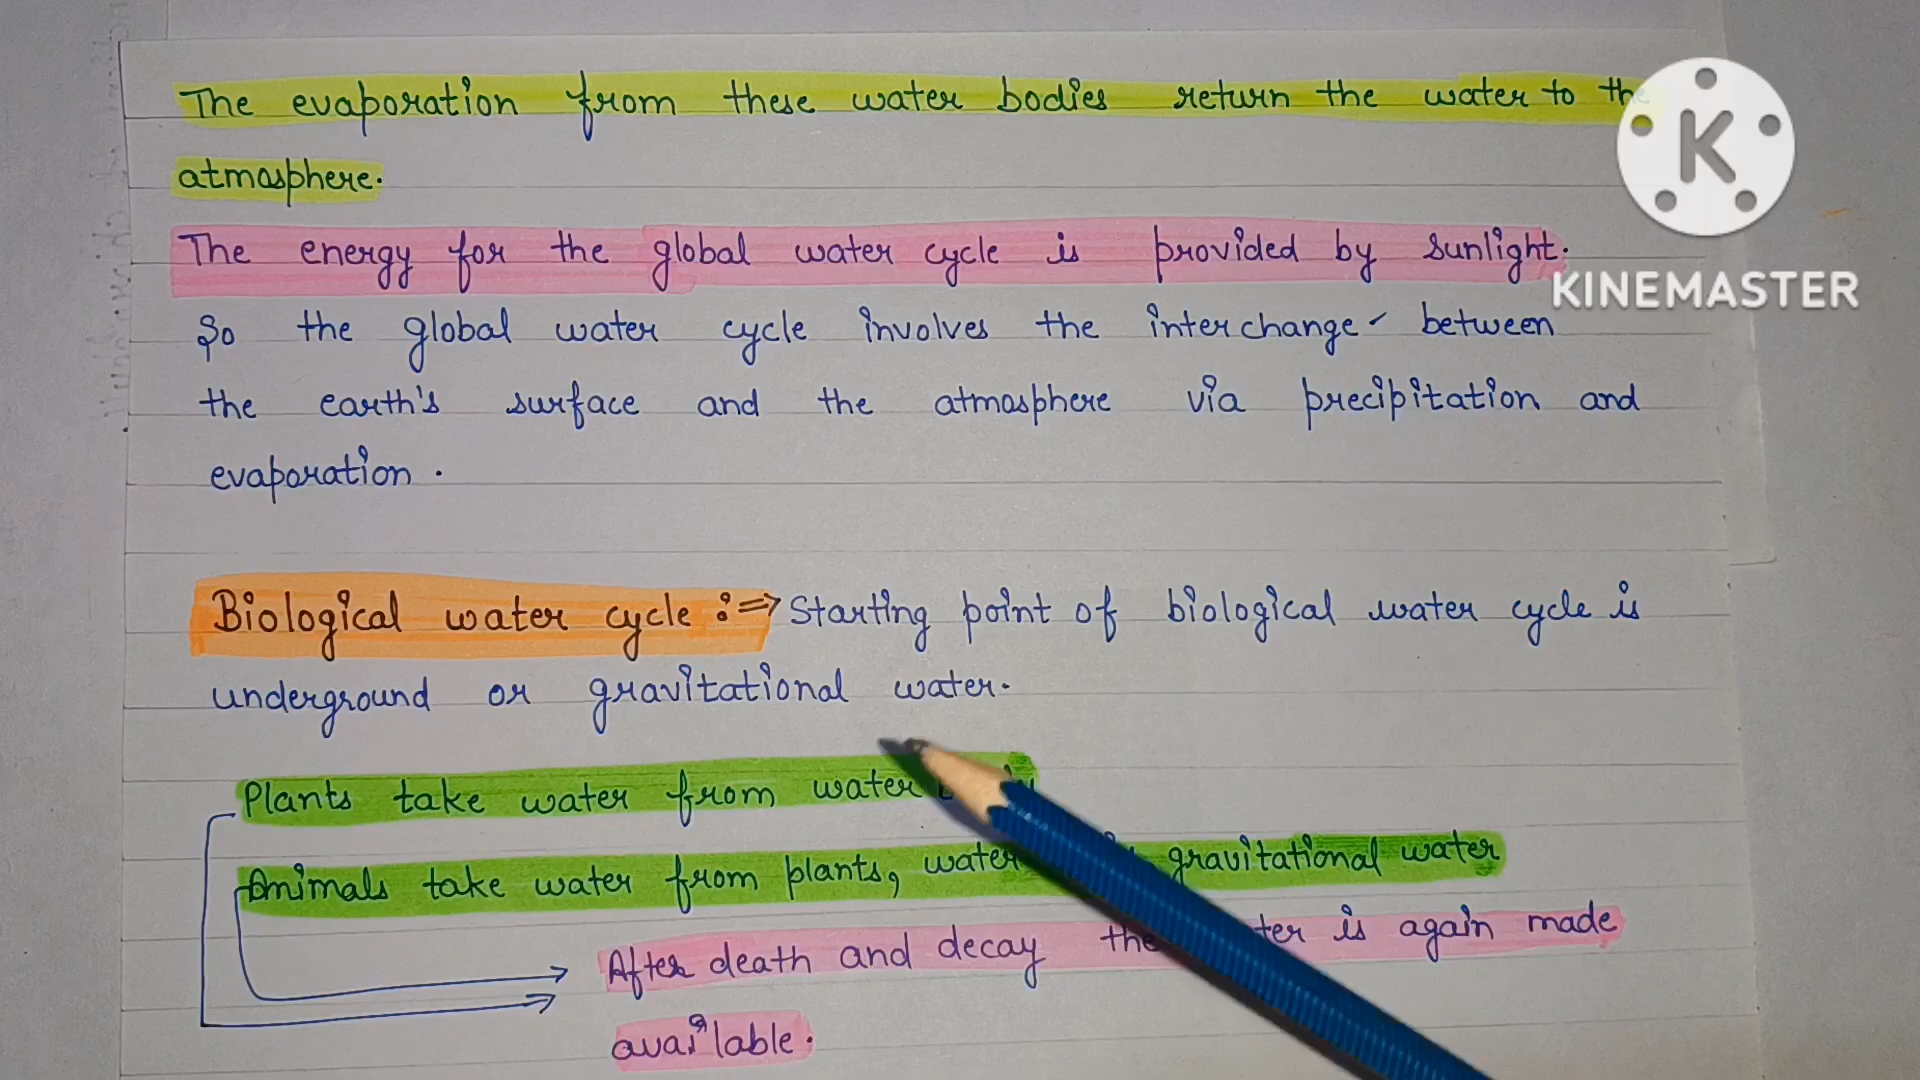 The evaporation from these water bodies return the water to the
atmosphere.
The energy for the global water cycle is provided by sunlight.
So the global water cycle involves the interchange between
the earth's surface and the atmosphere via precipitation and
evaporation.
Biological water cycle :⇒ Starting point of biological water cycle is
underground or gravitational water.
Plants take water from water
Animals take water from plants, water gravitational water
After death and decay the is again made
available.
K
KINEMASTER